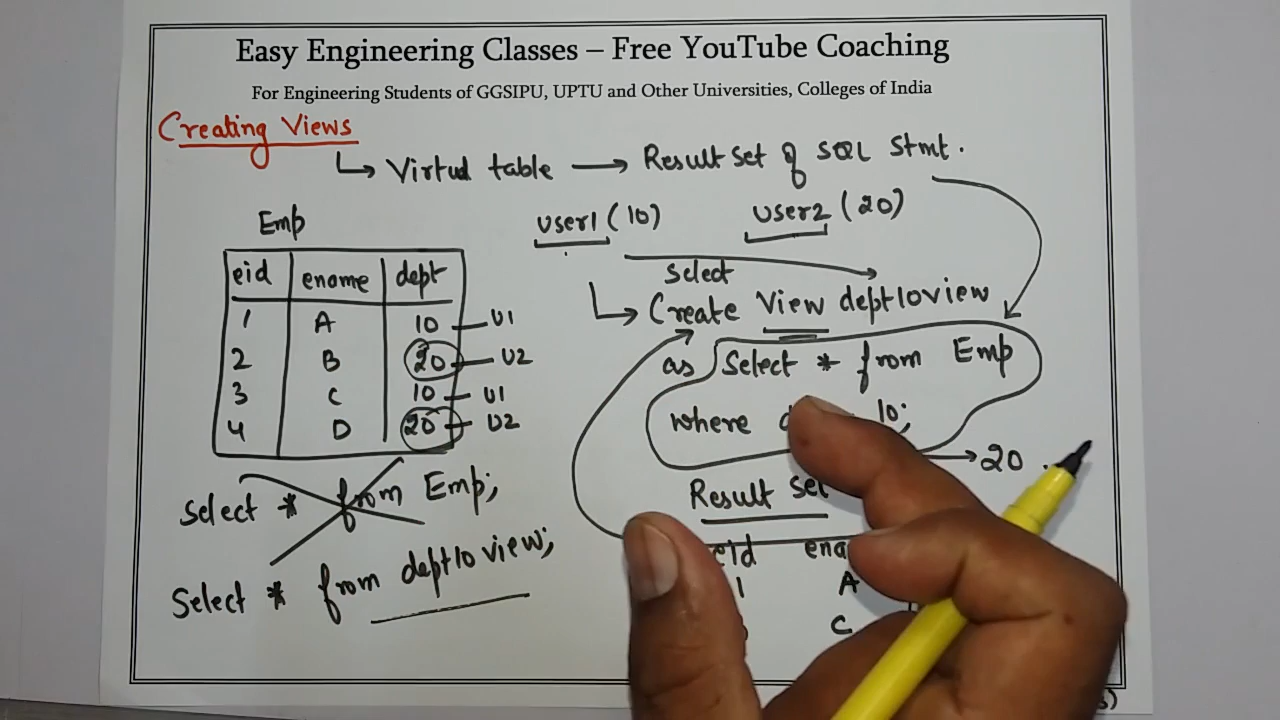 Easy Engineering Classes – Free YouTube Coaching
For Engineering Students of GGSIPU, UPTU and Other Universities, Colleges of India
Creating Views
Virtual table → Result Set of SQL Stmt.
Emp
eid ename dept
1 A 10 — U1
2 B 20 — U2
3 C 10 — U1
4 D 20 — U2
Select * from Emp;
Select * from dept10view;
user1 (10) user2 (20)
Select
Create View dept10view
as Select * from Emp
where 10;
→ 20
Result Set
eid
1 A
C